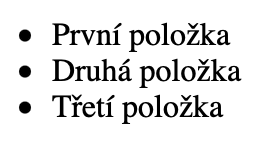 • První položka
• Druhá položka
• Třetí položka